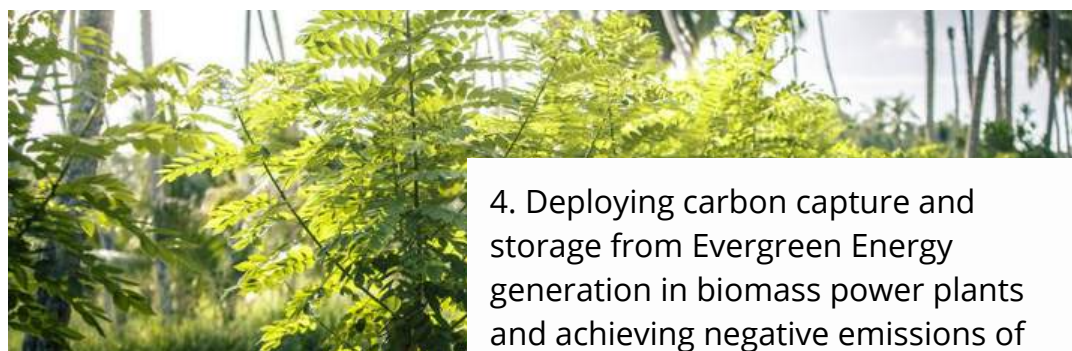 4. Deploying carbon capture and
storage from Evergreen Energy
generation in biomass power plants
and achieving negative emissions of